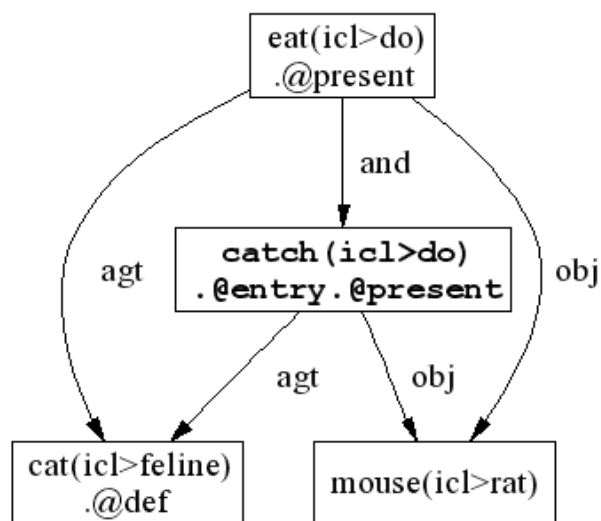 eat(icl>do)
.@present
and
catch(icl>do)
.@entry.@present
agt
obj
agt
obj
cat(icl>feline)
.@def
mouse(icl>rat)